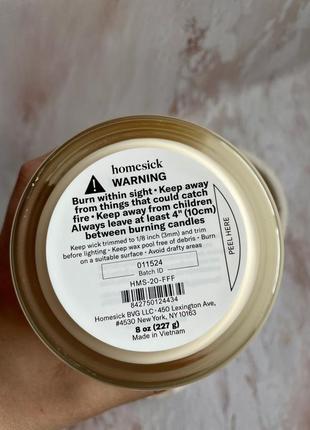 homesick
WARNING
Burn within sight • Keep away
from things that could catch
fire • Keep away from children
Always leave at least 4" (10cm)
between burning candles
Keep wick trimmed to 1/8 inch (3mm) and trim
before lighting • Keep wax pool free of debris • Burn
on a suitable surface • Avoid drafty areas
PEEL HERE
011524
Batch ID
HMS-20-FFF
842750124434
Homesick BVG LLC · 450 Lexington Ave,
#4530 New York, NY 10163
8 oz (227 g)
Made in Vietnam